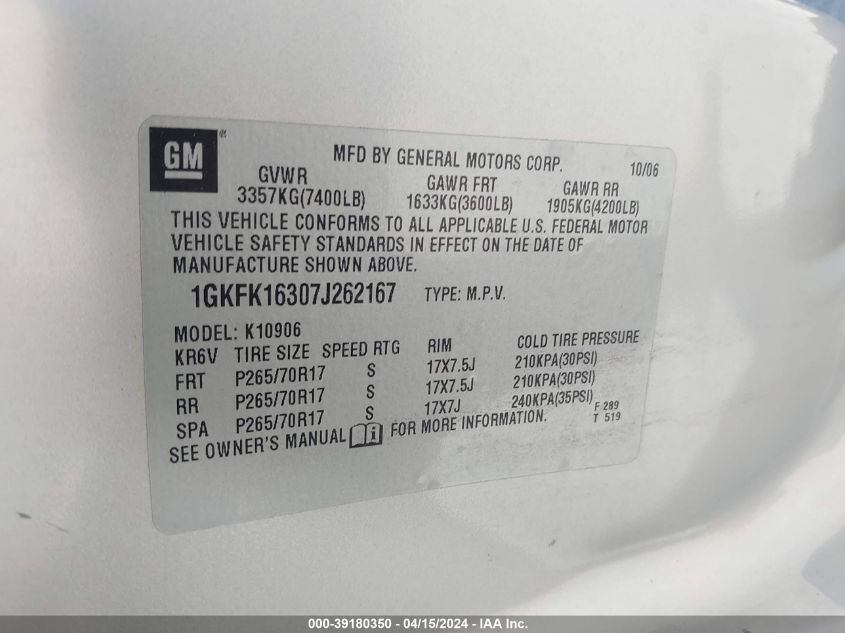 GM®
MFD BY GENERAL MOTORS CORP. 10/06
GVWR GAWR FRT GAWR RR
3357KG(7400LB) 1633KG(3600LB) 1905KG(4200LB)
THIS VEHICLE CONFORMS TO ALL APPLICABLE U.S. FEDERAL MOTOR
VEHICLE SAFETY STANDARDS IN EFFECT ON THE DATE OF
MANUFACTURE SHOWN ABOVE.
1GKFK16307J262167 TYPE: M.P.V.
MODEL: K10906
KR6V TIRE SIZE SPEED RTG RIM COLD TIRE PRESSURE
FRT P265/70R17 S 17X7.5J 210KPA(30PSI)
RR P265/70R17 S 17X7.5J 210KPA(30PSI)
SPA P265/70R17 S 17X7J 240KPA(35PSI)
SEE OWNER'S MANUAL i FOR MORE INFORMATION. F 289
T 519
000-39180350 - 04/15/2024 - IAA Inc.